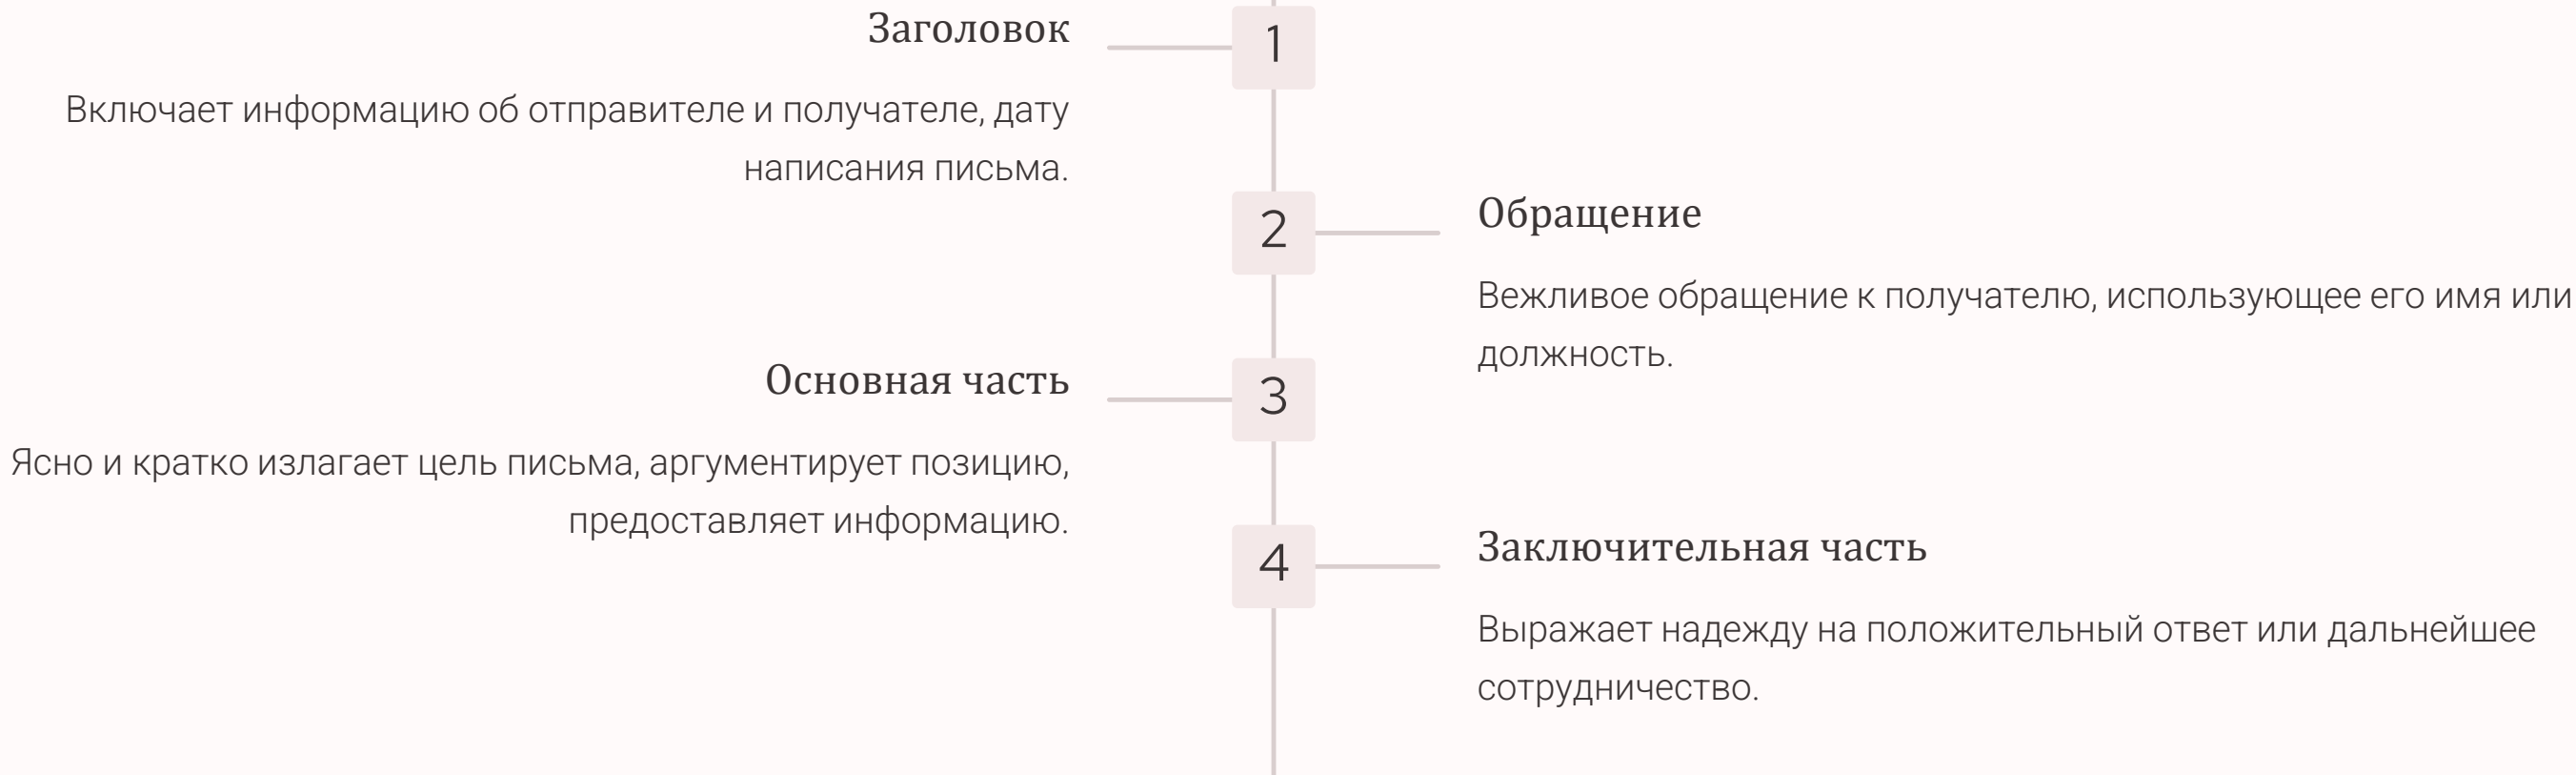 Заголовок
1
Включает информацию об отправителе и получателе, дату
написания письма.
2
Обращение
Вежливое обращение к получателю, использующее его имя или
должность.
Основная часть
3
Ясно и кратко излагает цель письма, аргументирует позицию,
предоставляет информацию.
4
Заключительная часть
Выражает надежду на положительный ответ или дальнейшее
сотрудничество.